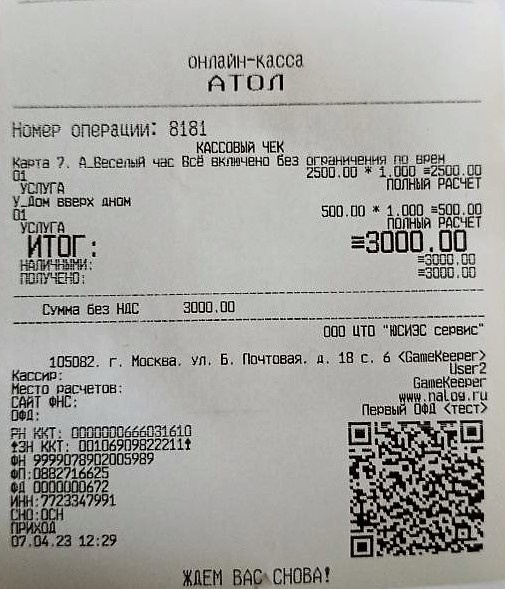 ОНЛАЙН-КАССА
АТОЛ
Номер операции: 8181
КАССОВЫЙ ЧЕК
Карта 7. А_Веселый час Всё включено без ограничения по врем
01 2500.00 * 1.000 ≡2500.00
УСЛУГА ПОЛНЫЙ РАСЧЕТ
У_Дом вверх дном
01 500.00 * 1.000 ≡500.00
УСЛУГА ПОЛНЫЙ РАСЧЕТ
ИТОГ: ≡3000.00
НАЛИЧНЫМИ: ≡3000.00
ПОЛУЧЕНО: ≡3000.00
Сумма без НДС 3000.00
ООО ЦТО "ЮСИЭС сервис"
105082. г. Москва. ул. Б. Почтовая. д. 18 с. 6 <GameKeeper>
Кассир: User2
Место расчетов: GameKeeper
САЙТ ФНС: www.nalog.ru
ОФД: Первый ОФД <тест>
РН ККТ: 0000000666031610
!ЗН ККТ: 00106909822211!
ФН 9999078902005989
ФП:0882716625
ФД 0000000672
ИНН:7723347991
СНО:ОСН
ПРИХОД
07.04.23 12:29
ЖДЕМ ВАС СНОВА!